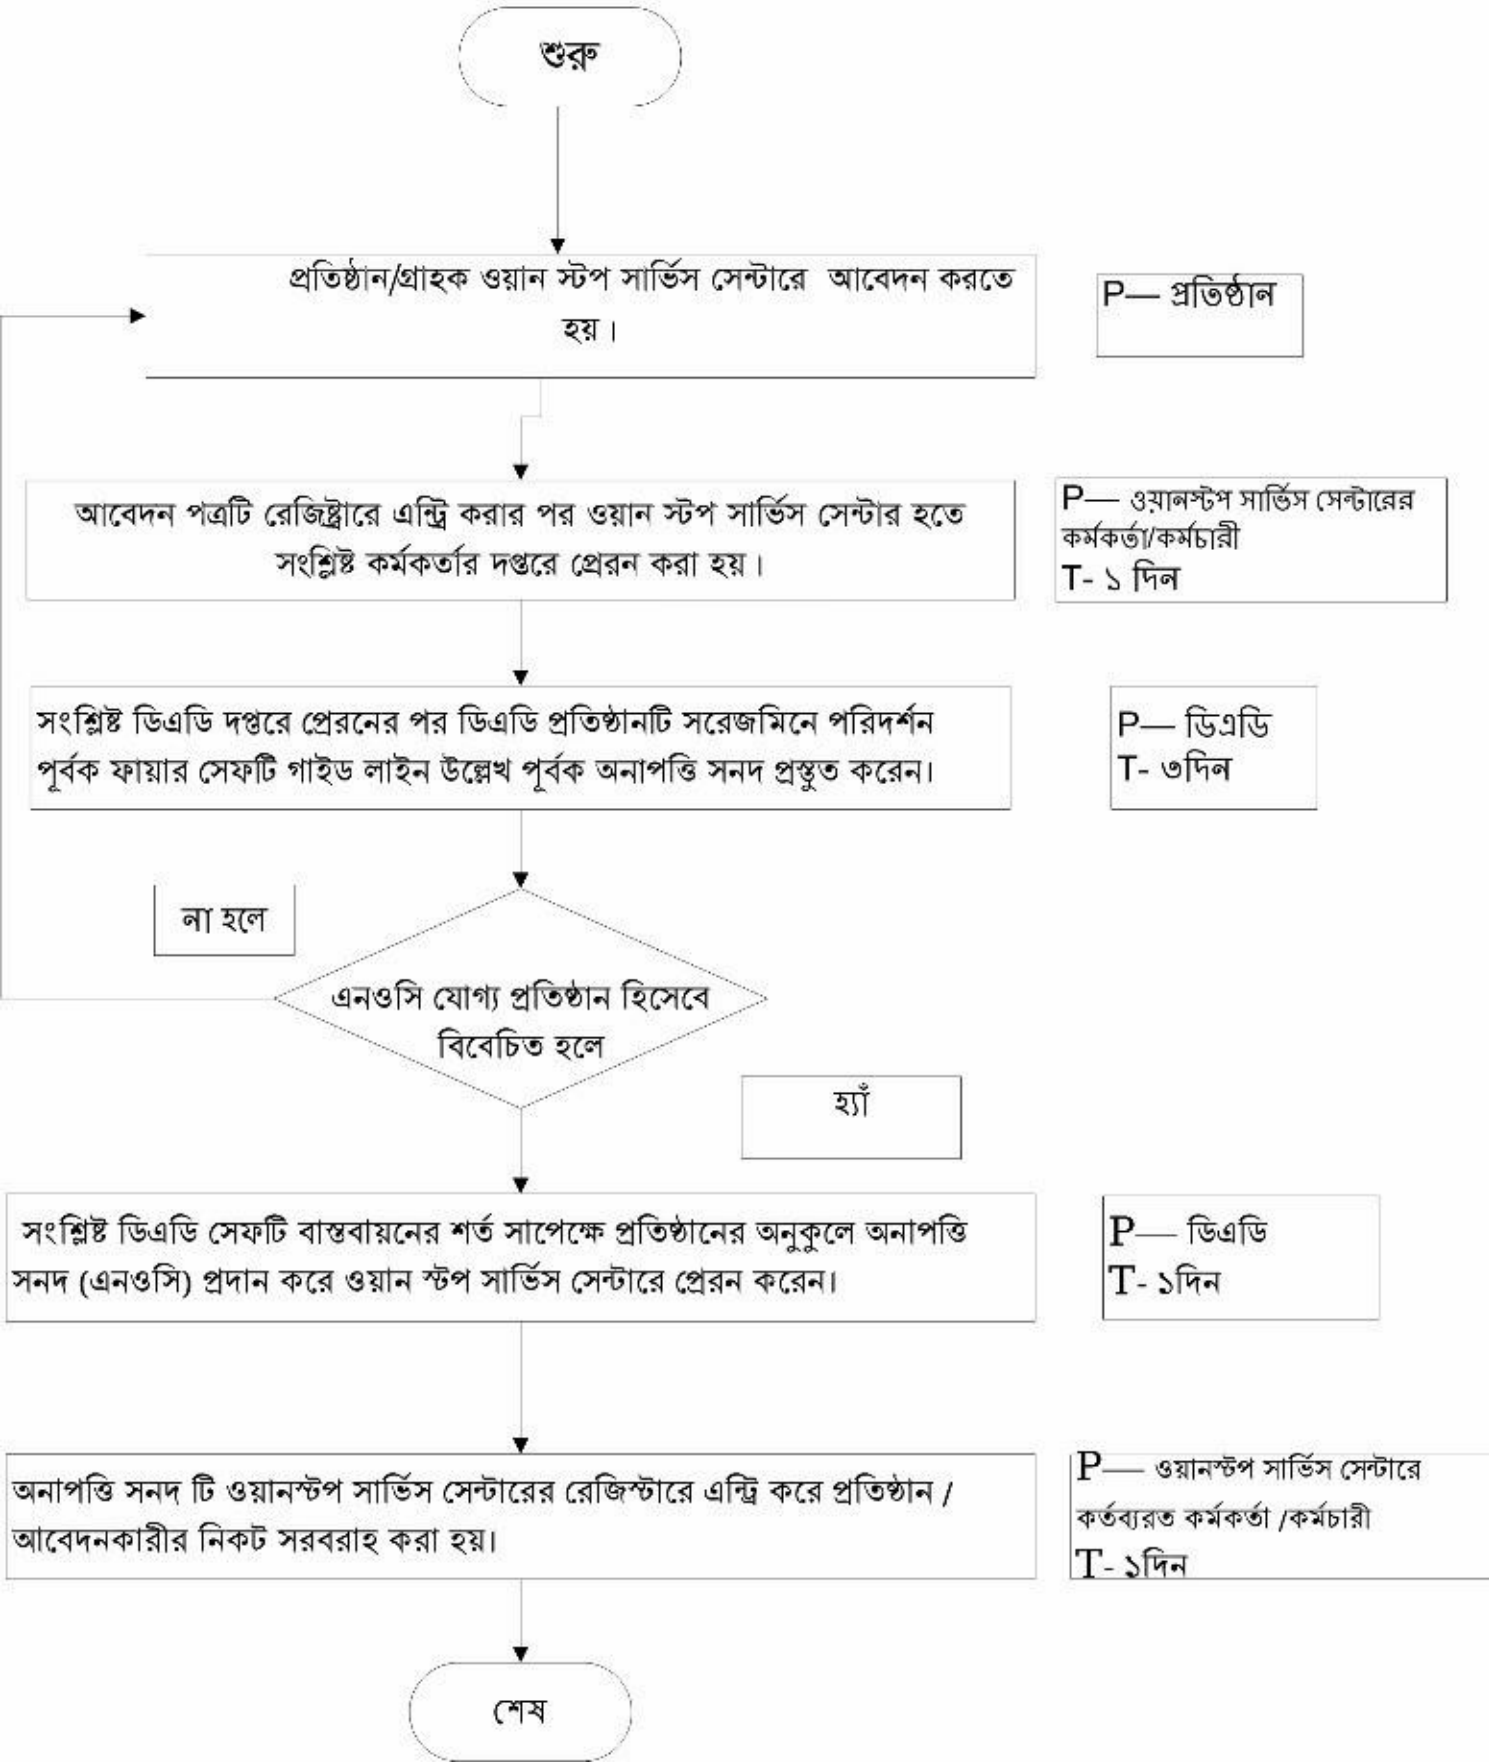 শুরু
প্রতিষ্ঠান/গ্রাহক ওয়ান স্টপ সার্ভিস সেন্টারে আবেদন করতে
হয়।
P— প্রতিষ্ঠান
আবেদন পত্রটি রেজিষ্ট্রারে এন্ট্রি করার পর ওয়ান স্টপ সার্ভিস সেন্টার হতে
সংশ্লিষ্ট কর্মকর্তার দপ্তরে প্রেরন করা হয়।
P— ওয়ানস্টপ সার্ভিস সেন্টারের
কর্মকর্তা/কর্মচারী
T- ১ দিন
সংশ্লিষ্ট ডিএডি দপ্তরে প্রেরনের পর ডিএডি প্রতিষ্ঠানটি সরেজমিনে পরিদর্শন
পূর্বক ফায়ার সেফটি গাইড লাইন উল্লেখ পূর্বক অনাপত্তি সনদ প্রস্তুত করেন।
P— ডিএডি
T- ৩দিন
না হলে
এনওসি যোগ্য প্রতিষ্ঠান হিসেবে
বিবেচিত হলে
হ্যাঁ
সংশ্লিষ্ট ডিএডি সেফটি বাস্তবায়নের শর্ত সাপেক্ষে প্রতিষ্ঠানের অনুকুলে অনাপত্তি
সনদ (এনওসি) প্রদান করে ওয়ান স্টপ সার্ভিস সেন্টারে প্রেরন করেন।
P— ডিএডি
T- ১দিন
অনাপত্তি সনদ টি ওয়ানস্টপ সার্ভিস সেন্টারের রেজিস্টারে এন্ট্রি করে প্রতিষ্ঠান /
আবেদনকারীর নিকট সরবরাহ করা হয়।
P— ওয়ানস্টপ সার্ভিস সেন্টারে
কর্তব্যরত কর্মকর্তা /কর্মচারী
T- ১দিন
শেষ